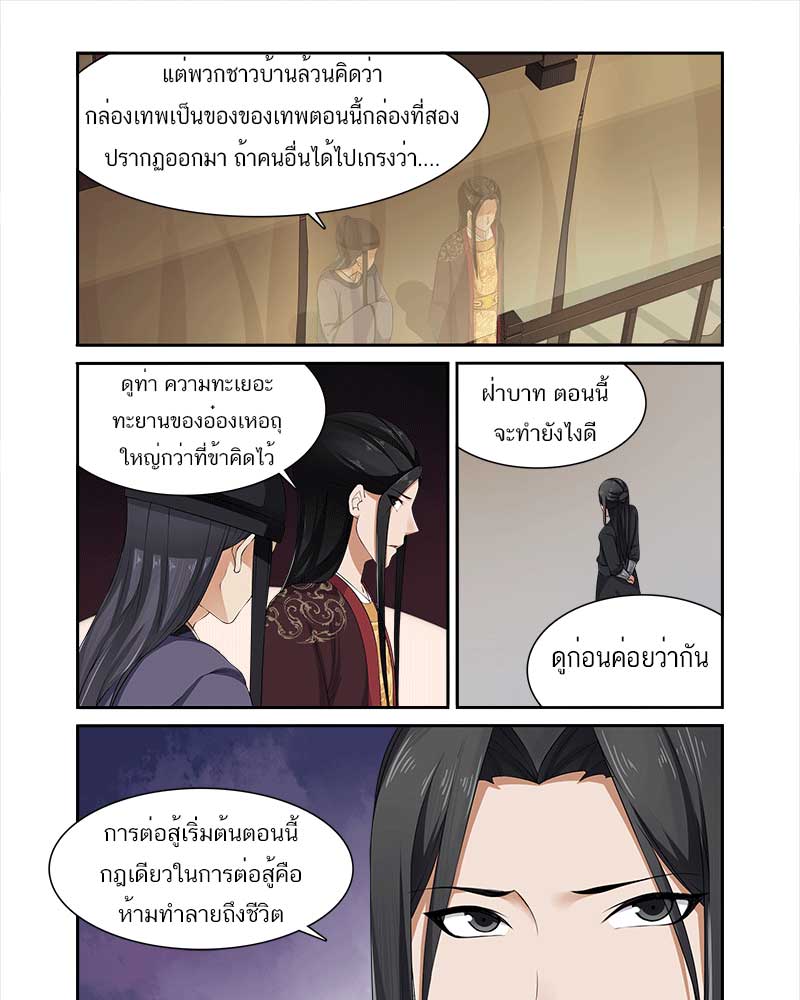 แต่พวกชาวบ้านล้วนคิดว่า
กล่องเทพเป็นของของเทพตอนนี้กล่องที่สอง
ปรากฏออกมา ถ้าคนอื่นได้ไปเกรงว่า....
ดูท่า ความทะเยอะ
ทะยานของอ๋องเหอถุ
ใหญ่กว่าที่ข้าคิดไว้
ฝ่าบาท ตอนนี้
จะทำยังไงดี
ดูก่อนค่อยว่ากัน
การต่อสู้เริ่มต้นตอนนี้
กฎเดียวในการต่อสู้คือ
ห้ามทำลายถึงชีวิต